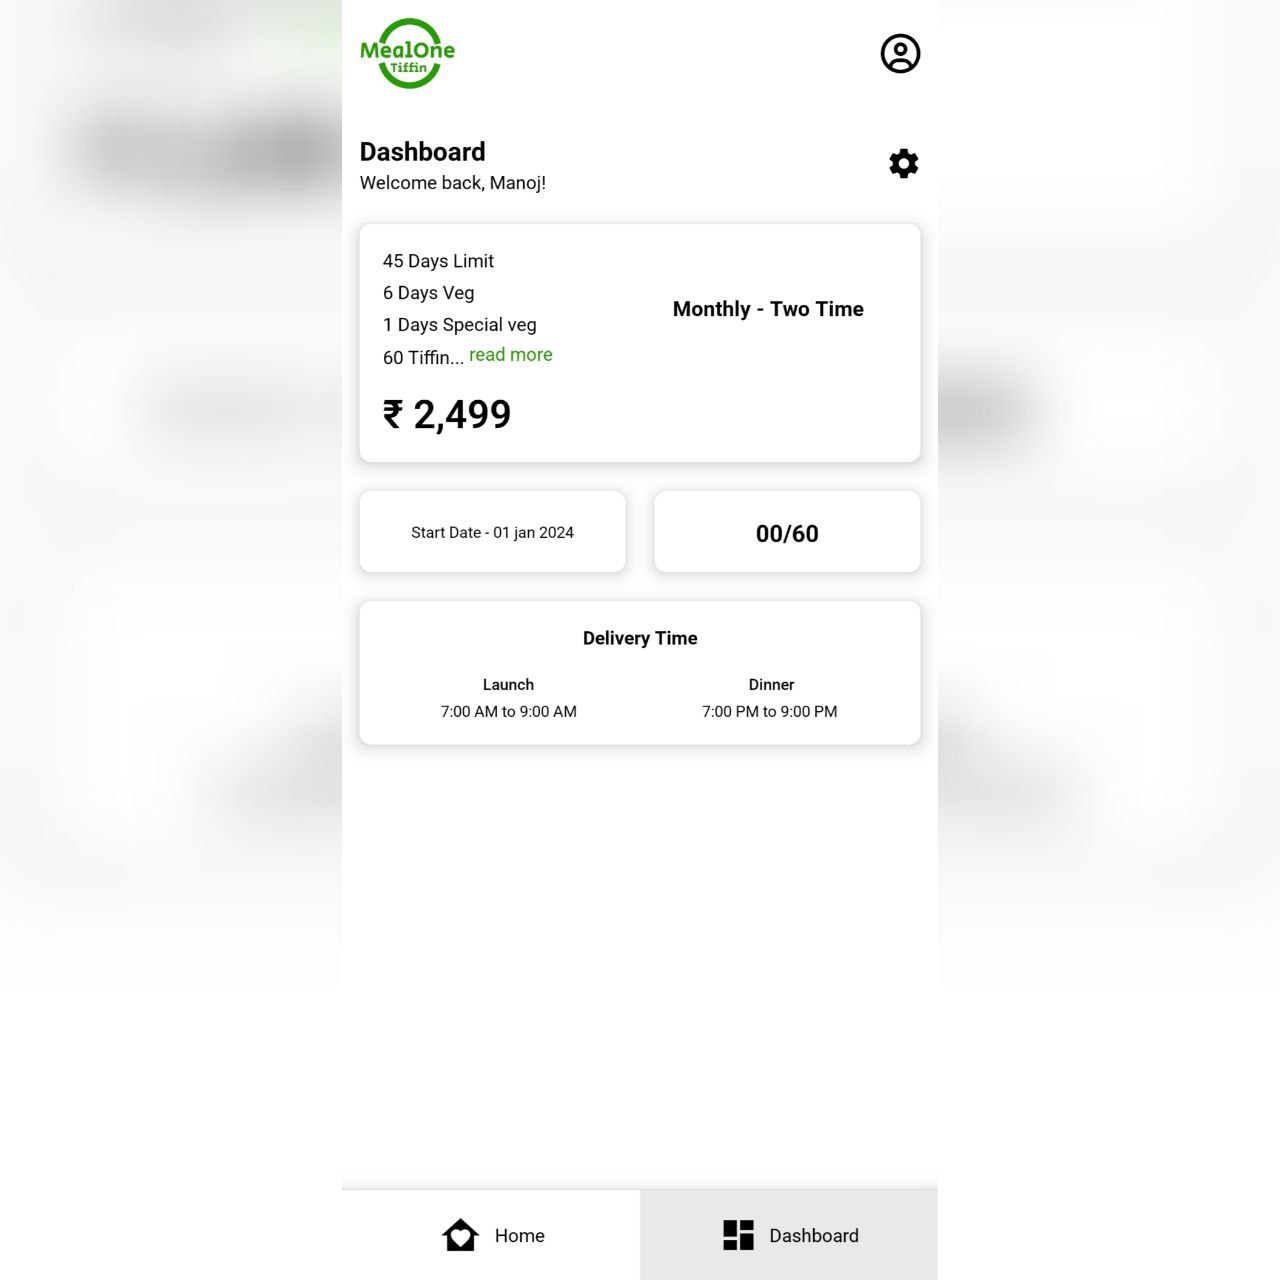 MealOne
Tiffin
Dashboard
Welcome back, Manoj!
45 Days Limit
6 Days Veg
1 Days Special veg
60 Tiffin... read more
Monthly - Two Time
₹ 2,499
Start Date - 01 jan 2024
00/60
Delivery Time
Launch
7:00 AM to 9:00 AM
Dinner
7:00 PM to 9:00 PM
Home
Dashboard